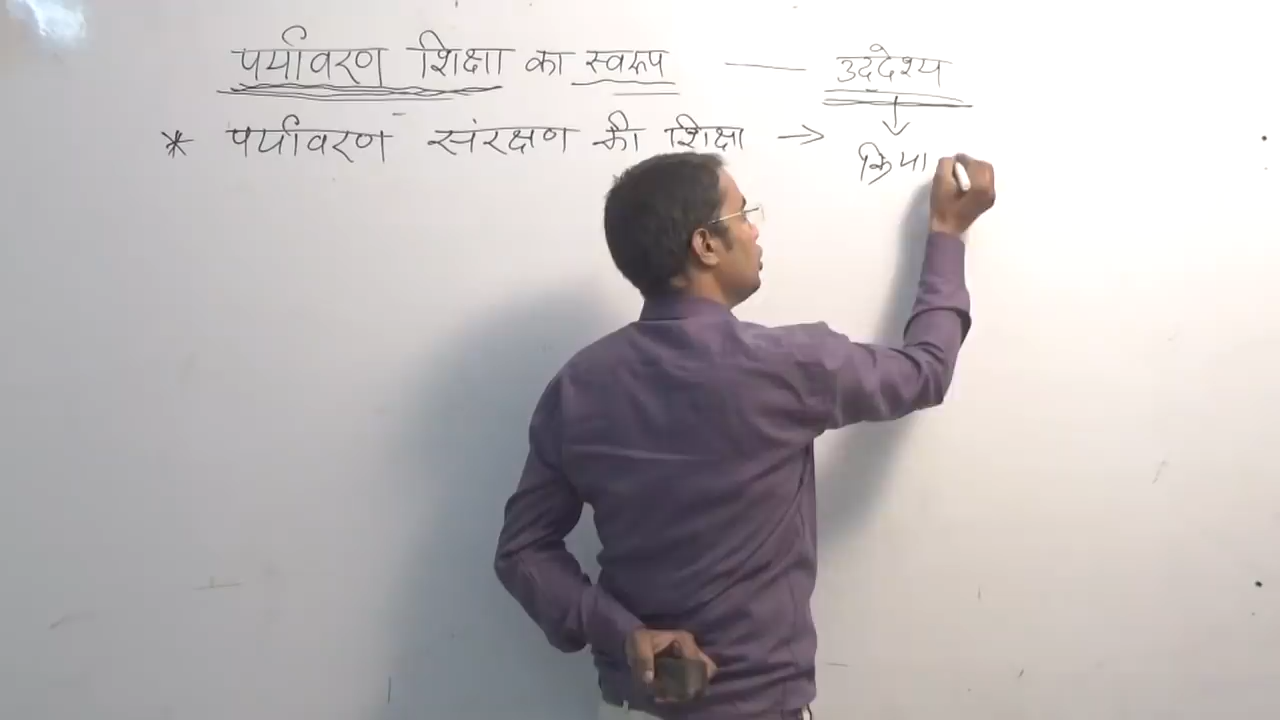 पर्यावरण शिक्षा का स्वरूप — उद्देश्य
* पर्यावरण संरक्षण की शिक्षा → क्रिया